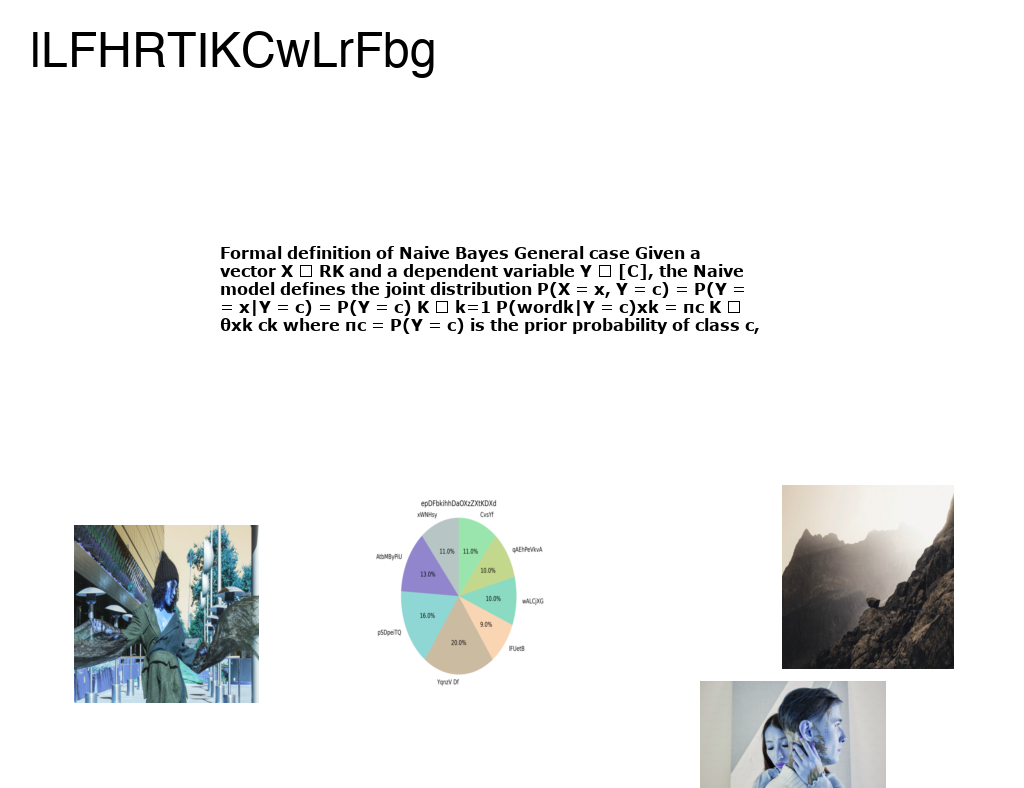 lLFHRTIKCwLrFbg
Formal definition of Naive Bayes General case Given a
vector X □ RK and a dependent variable Y □ [C], the Naive
model defines the joint distribution P(X = x, Y = c) = P(Y =
= x|Y = c) = P(Y = c) K □ k=1 P(wordk|Y = c)xk = πc K □
θxk ck where πc = P(Y = c) is the prior probability of class c,
epDFbkihhDaOXzZXtKDXd
xWNHsy
CvsYf
AtbMByPiU
qAEhPeVkvA
11.0%
11.0%
13.0%
10.0%
10.0%
wALCjXG
16.0%
9.0%
pSDpeiTQ
20.0%
lFUetB
YqnzV Df